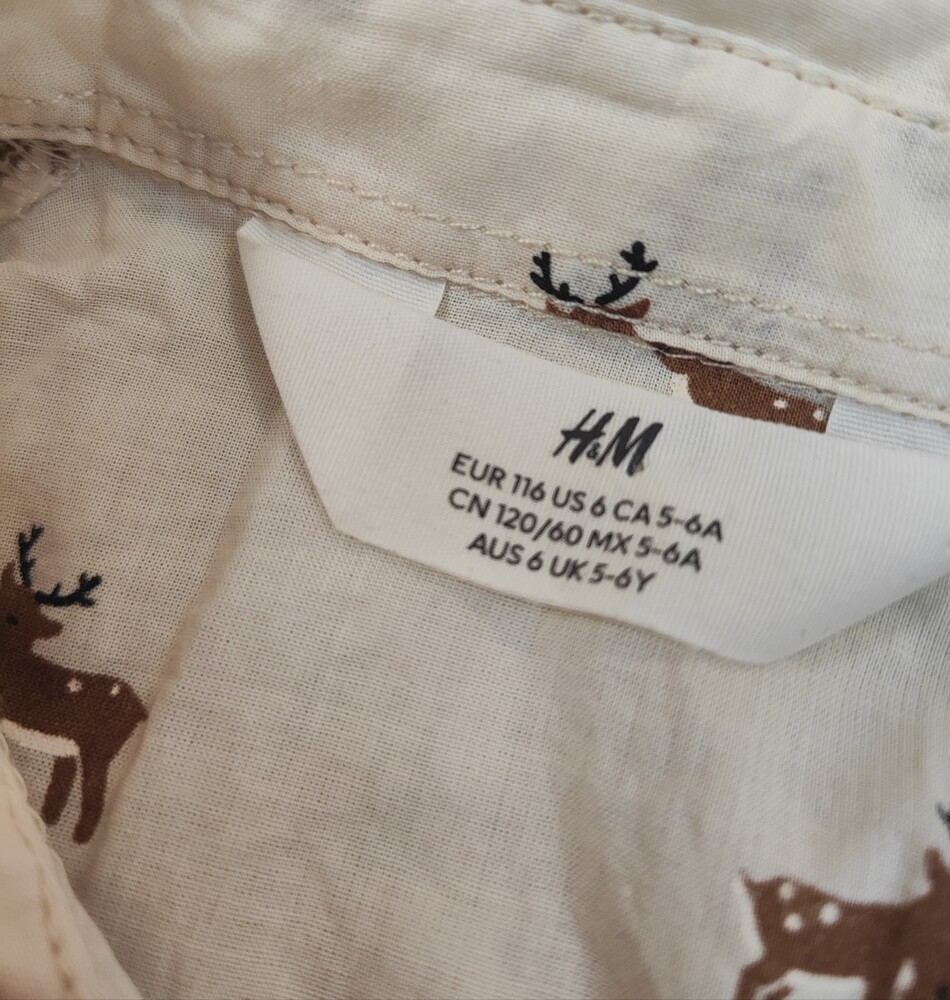 H&M
EUR 116 US 6 CA 5-6A
CN 120/60 MX 5-6A
AUS 6 UK 5-6Y